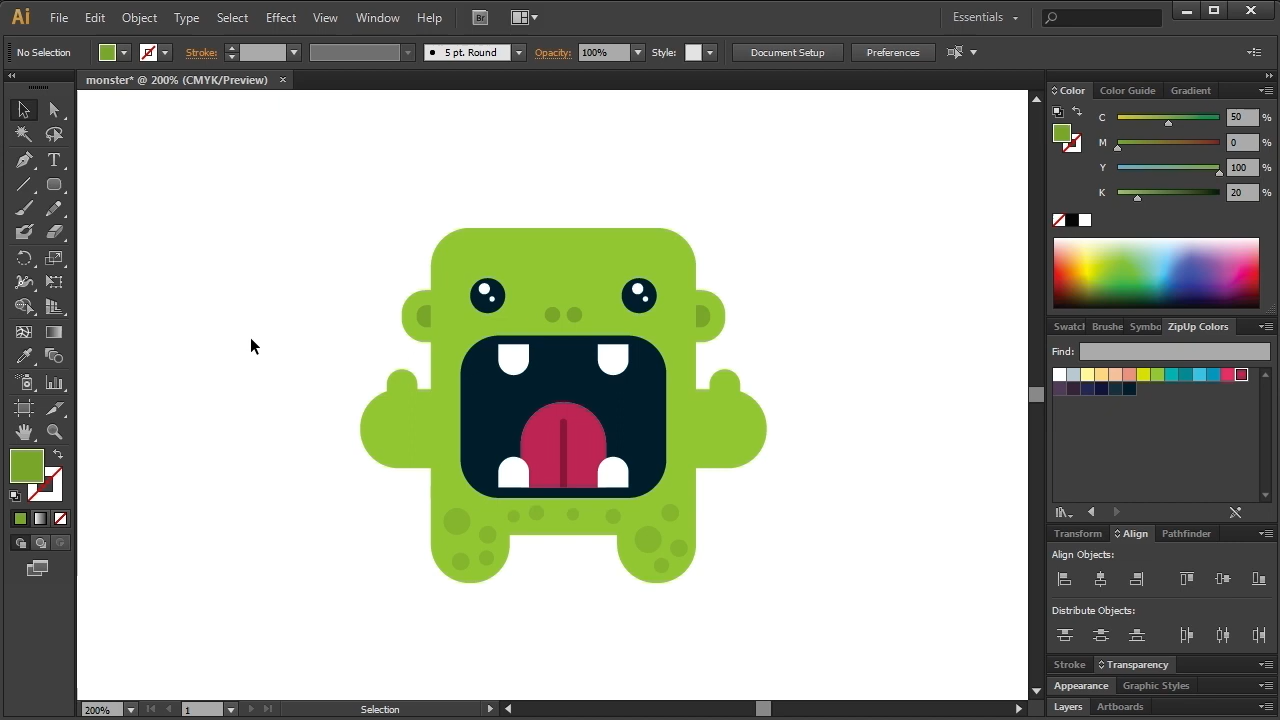 Ai File Edit Object Type Select Effect View Window Help Br Essentials
No Selection Stroke: 5 pt. Round Opacity: 100% Style: Document Setup Preferences
monster* @ 200% (CMYK/Preview) ×
Color Color Guide Gradient
C 50 %
M 0 %
Y 100 %
K 20 %
Swatcl Brushe Symbo ZipUp Colors
Find:
Transform Align Pathfinder
Align Objects:
Distribute Objects:
Stroke Transparency
Appearance Graphic Styles
Layers Artboards
200% 1 Selection